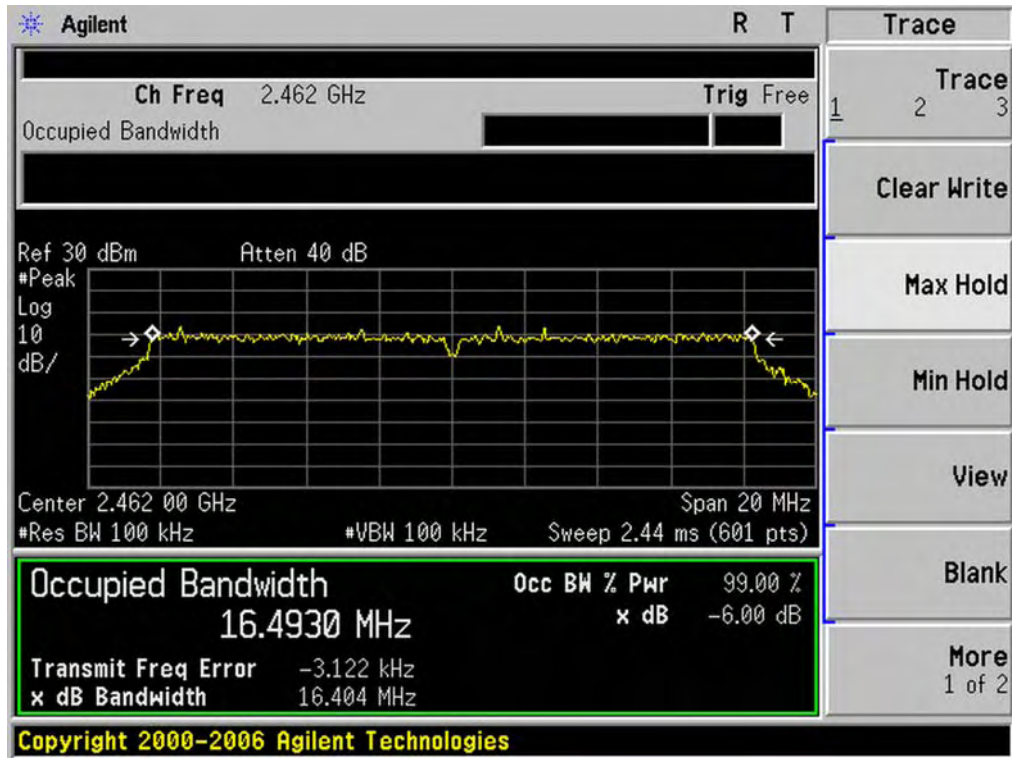 Agilent R T
Trace
Ch Freq 2.462 GHz Trig Free
Occupied Bandwidth
Trace
1 2 3
Clear Write
Max Hold
Min Hold
View
Blank
More
1 of 2
Ref 30 dBm Atten 40 dB
#Peak
Log
10
dB/
Center 2.462 00 GHz Span 20 MHz
#Res BW 100 kHz #VBW 100 kHz Sweep 2.44 ms (601 pts)
Occupied Bandwidth Occ BW % Pwr 99.00 %
16.4930 MHz x dB -6.00 dB
Transmit Freq Error -3.122 kHz
x dB Bandwidth 16.404 MHz
Copyright 2000-2006 Agilent Technologies